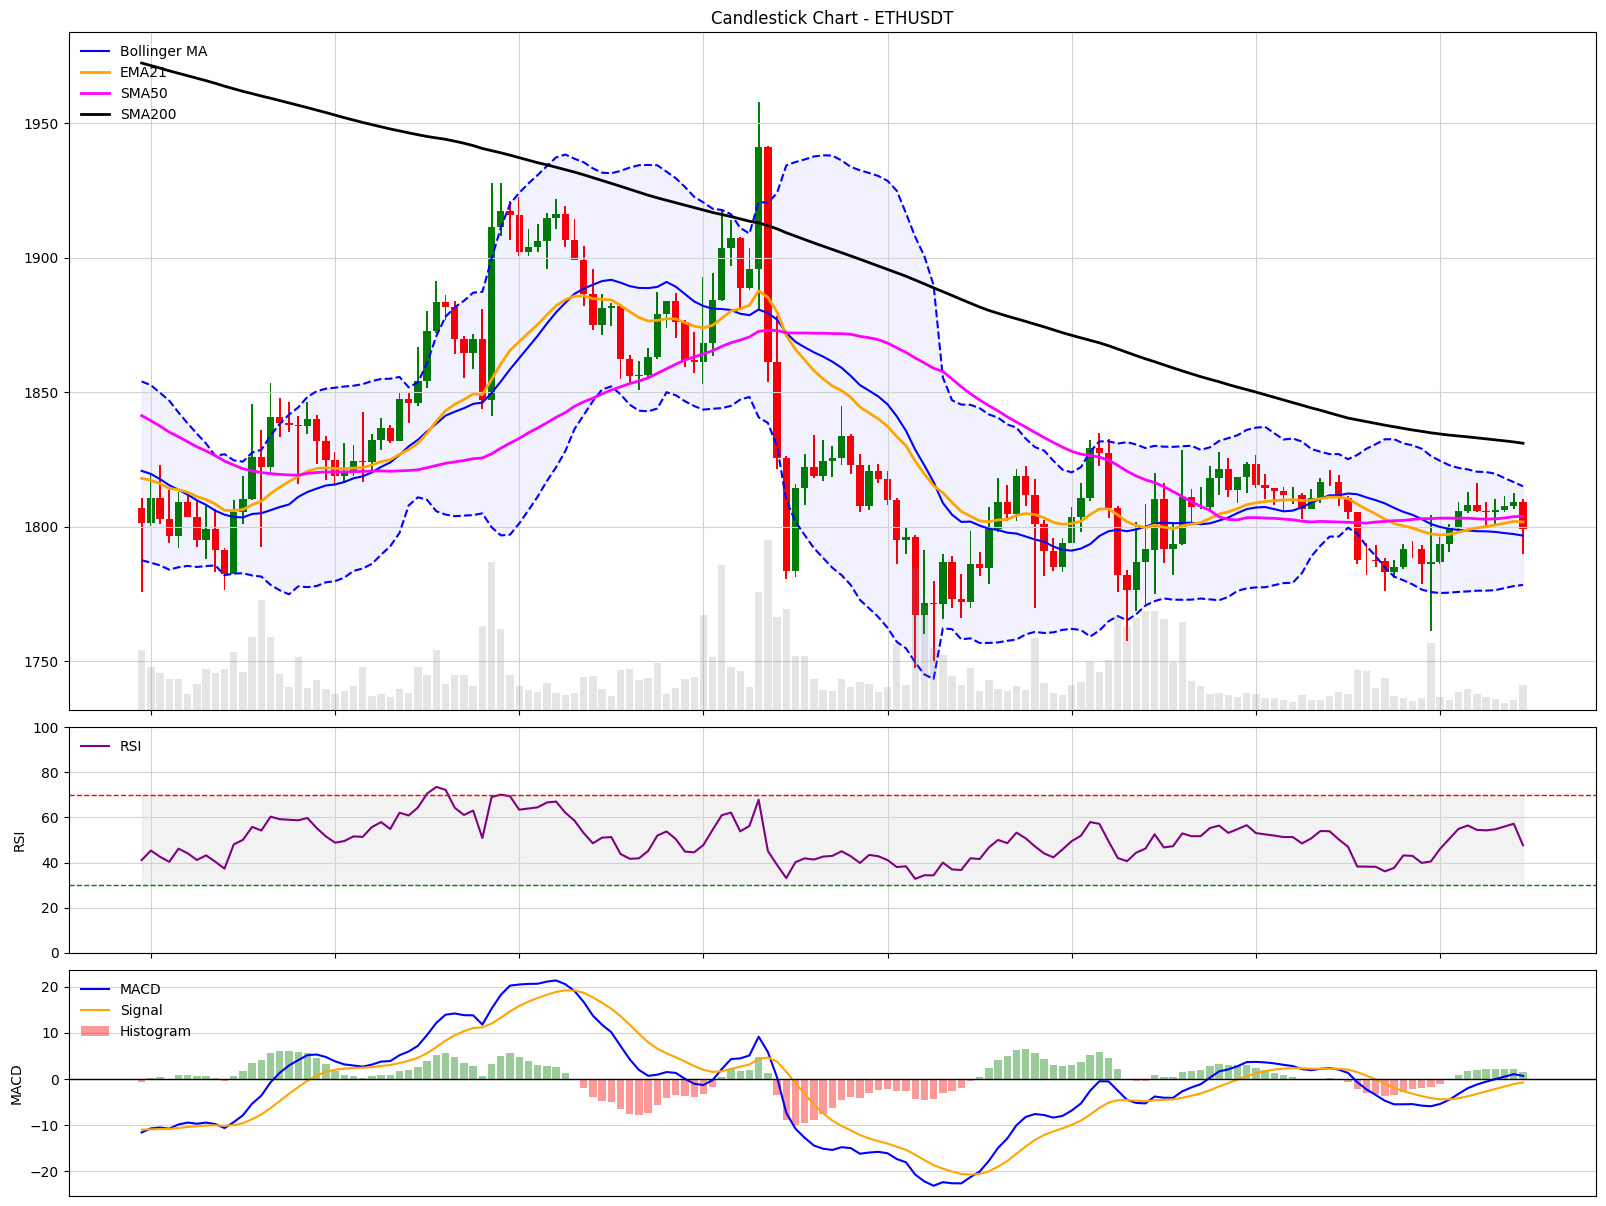 Candlestick Chart - ETHUSDT
Bollinger MA
EMA21
SMA50
SMA200
1950
1900
1850
1800
1750
RSI
100
80
60
40
20
0
RSI
MACD
Signal
Histogram
20
10
0
−10
−20
MACD